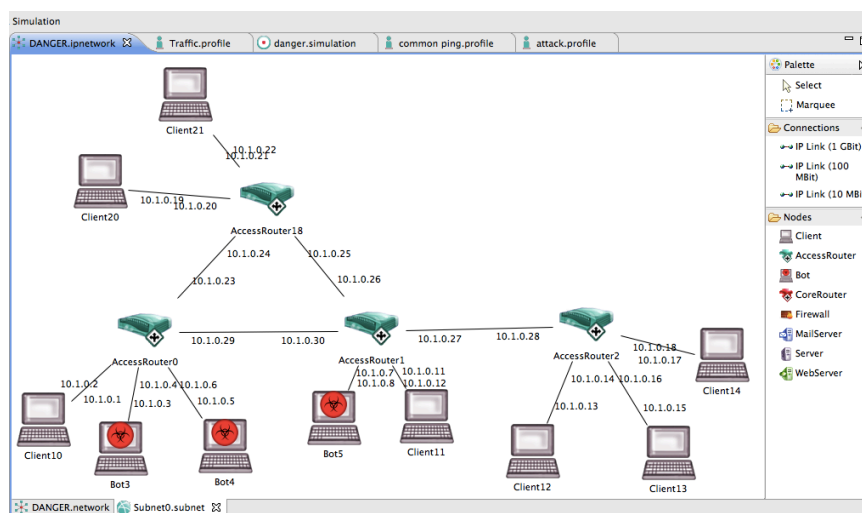 Simulation
DANGER.ipnetwork
Traffic.profile
danger.simulation
common ping.profile
attack.profile
Palette
Select
Marquee
Connections
IP Link (1 GBit)
IP Link (100
MBit)
IP Link (10 MBi
Nodes
Client
AccessRouter
Bot
CoreRouter
Firewall
MailServer
Server
WebServer
Client21
10.1.0.22
10.1.0.21
Client20
10.1.0.19
10.1.0.20
AccessRouter18
10.1.0.24
10.1.0.25
10.1.0.23
10.1.0.26
10.1.0.29
10.1.0.30
10.1.0.27
10.1.0.28
AccessRouter0
AccessRouter1
AccessRouter2
10.1.0.18
10.1.0.17
10.1.0.2
10.1.0.1
10.1.0.4
10.1.0.6
10.1.0.3
10.1.0.5
10.1.0.7
10.1.0.8
10.1.0.11
10.1.0.12
10.1.0.14
10.1.0.16
10.1.0.13
10.1.0.15
Client14
Client10
Bot3
Bot4
Bot5
Client11
Client12
Client13
DANGER.network
Subnet0.subnet